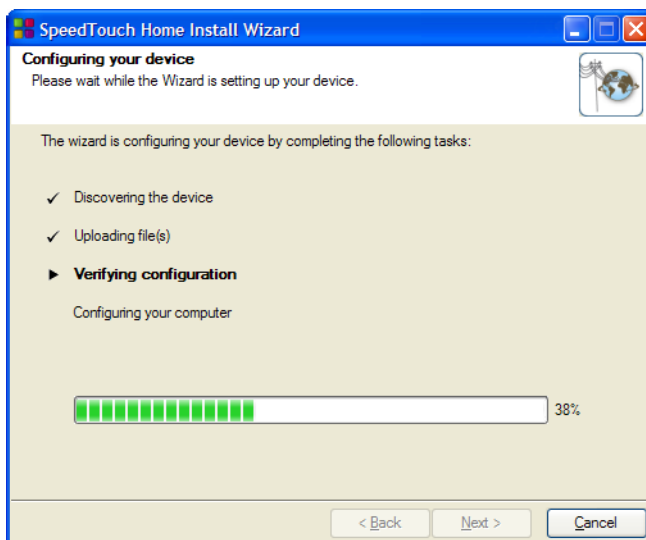 SpeedTouch Home Install Wizard
Configuring your device
Please wait while the Wizard is setting up your device.
The wizard is configuring your device by completing the following tasks:
Discovering the device
Uploading file(s)
Verifying configuration
Configuring your computer
38%
< Back Next > Cancel